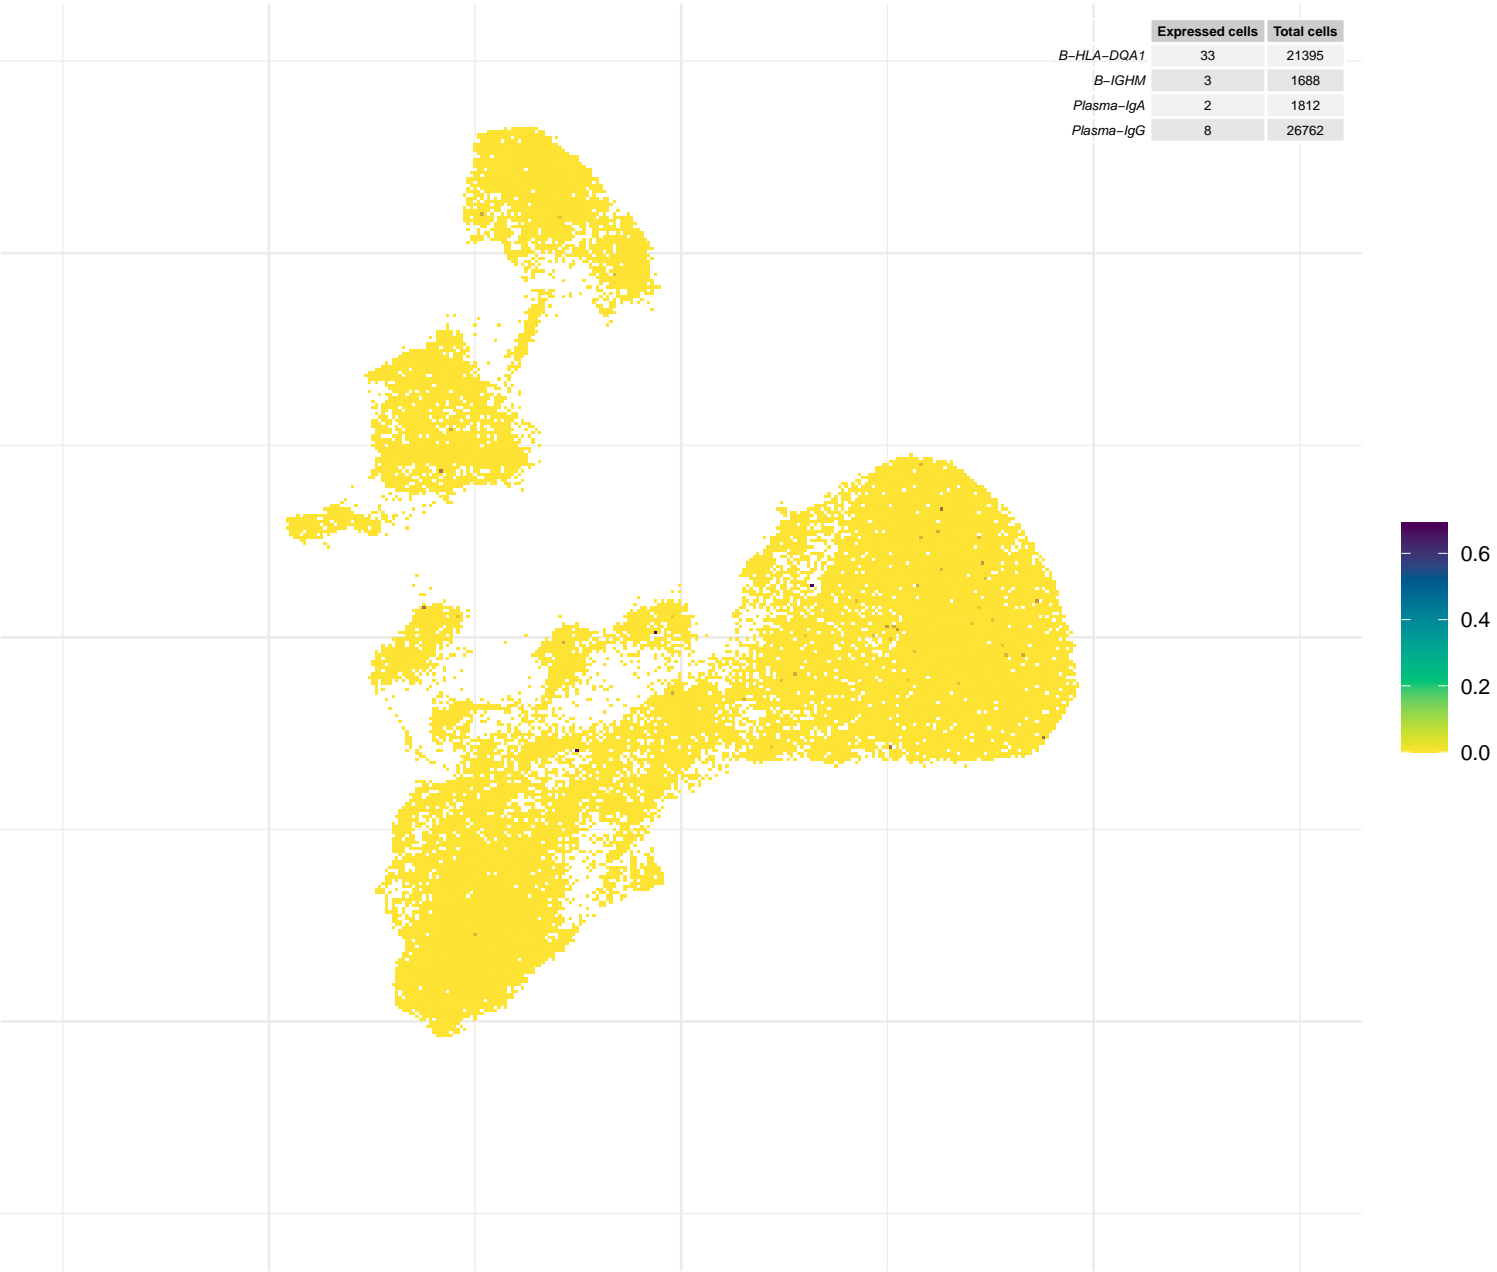 Expressed cells Total cells
B−HLA−DQA1 33 21395
B−IGHM 3 1688
Plasma−IgA 2 1812
Plasma−IgG 8 26762
0.6
0.4
0.2
0.0